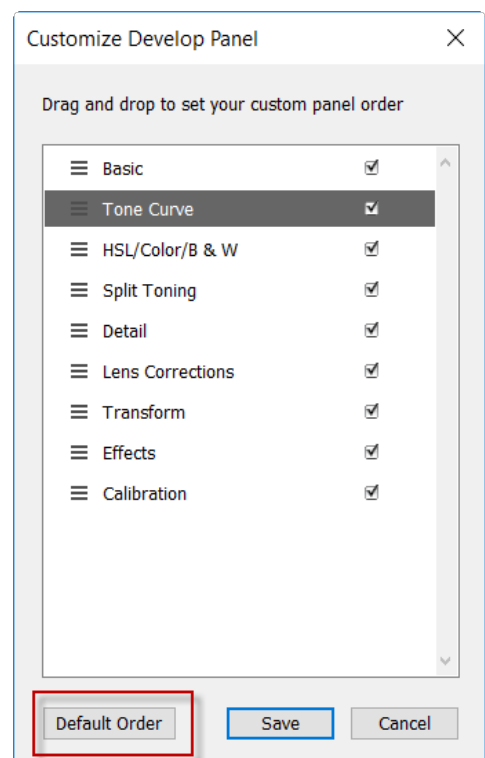 Customize Develop Panel
Drag and drop to set your custom panel order
Basic
Tone Curve
HSL/Color/B & W
Split Toning
Detail
Lens Corrections
Transform
Effects
Calibration
Default Order Save Cancel